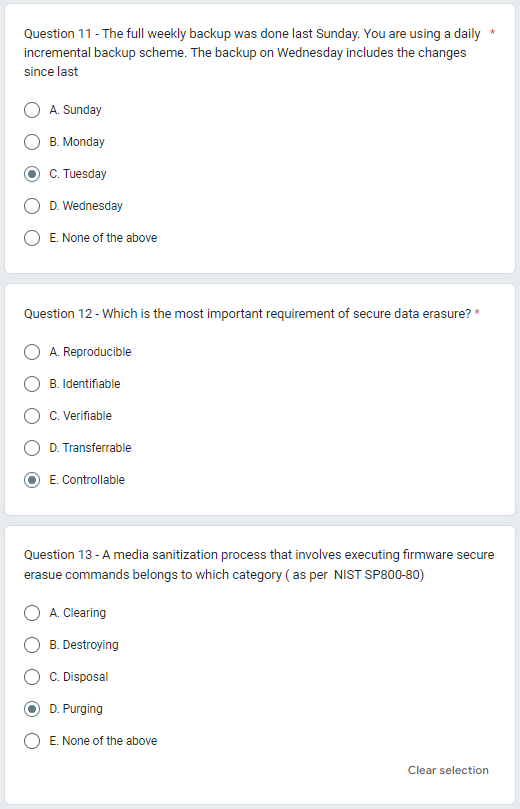 Question 11 - The full weekly backup was done last Sunday. You are using a daily *
incremental backup scheme. The backup on Wednesday includes the changes
since last
A. Sunday
B. Monday
C. Tuesday
D. Wednesday
E. None of the above
Question 12 - Which is the most important requirement of secure data erasure? *
A. Reproducible
B. Identifiable
C. Verifiable
D. Transferrable
E. Controllable
Question 13 - A media sanitization process that involves executing firmware secure
erasue commands belongs to which category ( as per NIST SP800-80)
A. Clearing
B. Destroying
C. Disposal
D. Purging
E. None of the above
Clear selection